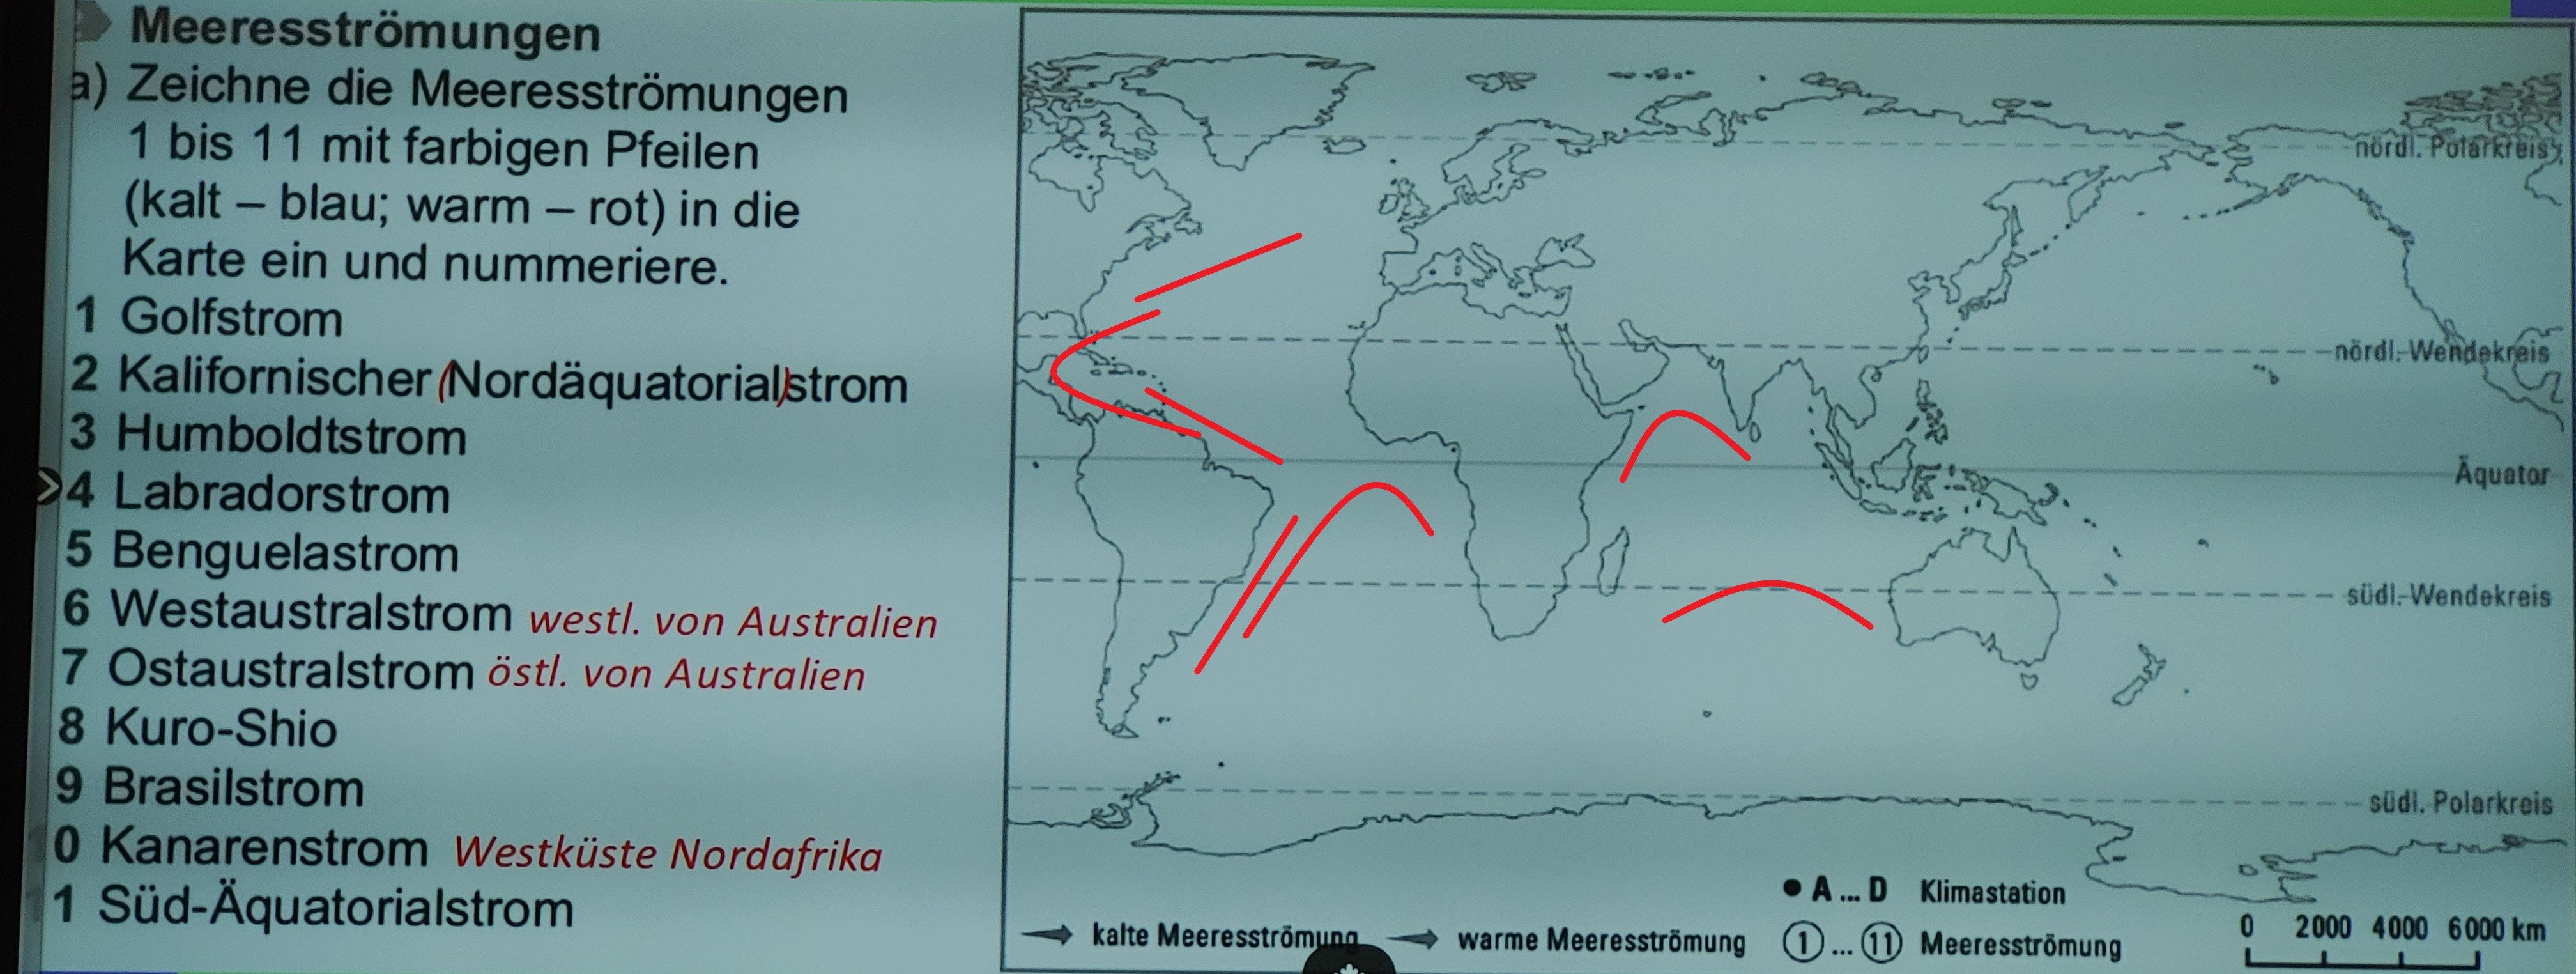 Meeresströmungen
a) Zeichne die Meeresströmungen
1 bis 11 mit farbigen Pfeilen
(kalt – blau; warm – rot) in die
Karte ein und nummeriere.
1 Golfstrom
2 Kalifornischer (Nordäquatorial)strom
3 Humboldtstrom
4 Labradorstrom
5 Benguelastrom
6 Westaustralstrom westl. von Australien
7 Ostaustralstrom östl. von Australien
8 Kuro-Shio
9 Brasilstrom
10 Kanarenstrom Westküste Nordafrika
11 Süd-Äquatorialstrom
nördl. Polarkreis
nördl. Wendekreis
Äquator
südl. Wendekreis
südl. Polarkreis
● A ... D Klimastation
→ kalte Meeresströmung → warme Meeresströmung ① ... ⑪ Meeresströmung
0 2000 4000 6000 km